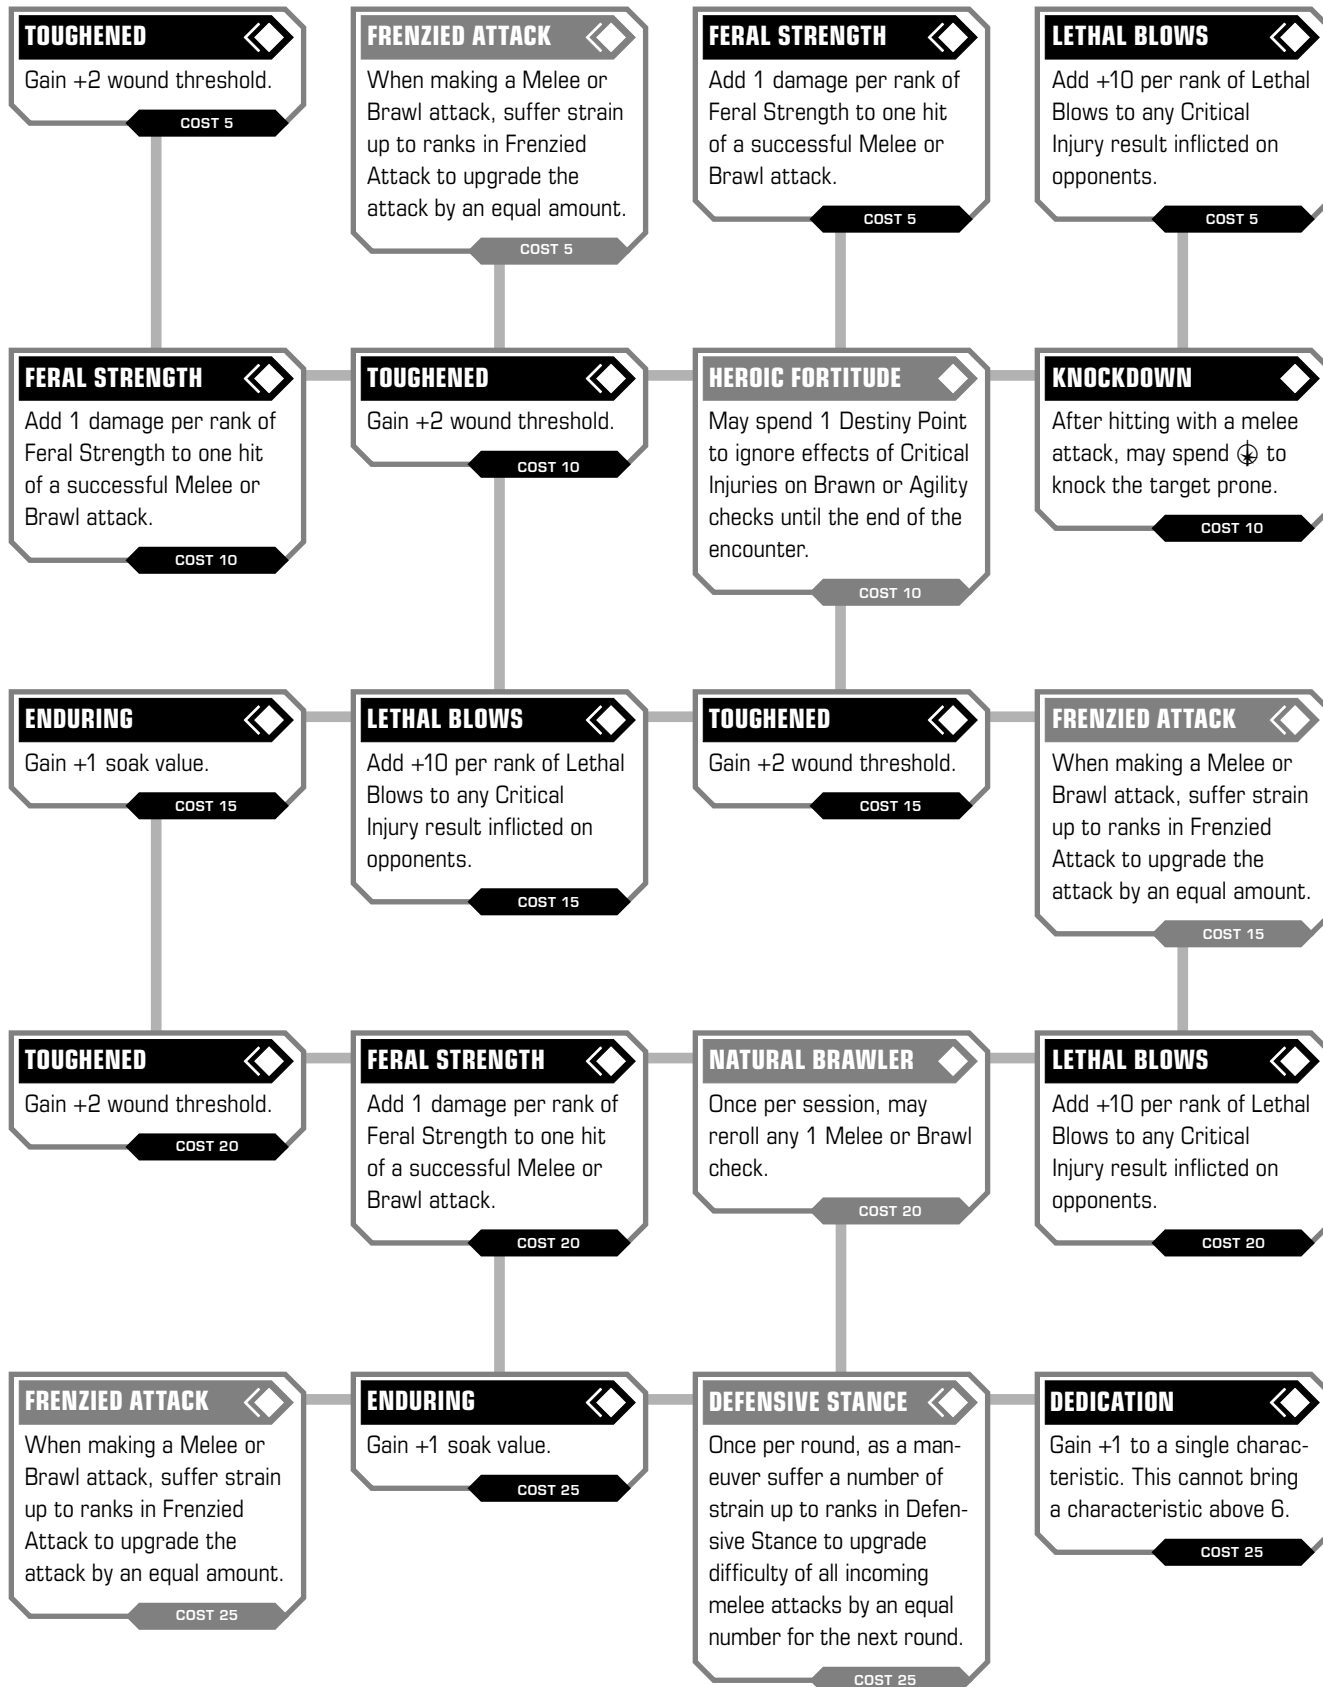 TOUGHENED
Gain +2 wound threshold.
COST 5
FRENZIED ATTACK
When making a Melee or
Brawl attack, suffer strain
up to ranks in Frenzied
Attack to upgrade the
attack by an equal amount.
COST 5
FERAL STRENGTH
Add 1 damage per rank of
Feral Strength to one hit
of a successful Melee or
Brawl attack.
COST 5
LETHAL BLOWS
Add +10 per rank of Lethal
Blows to any Critical
Injury result inflicted on
opponents.
COST 5
FERAL STRENGTH
Add 1 damage per rank of
Feral Strength to one hit
of a successful Melee or
Brawl attack.
COST 10
TOUGHENED
Gain +2 wound threshold.
COST 10
HEROIC FORTITUDE
May spend 1 Destiny Point
to ignore effects of Critical
Injuries on Brawn or Agility
checks until the end of the
encounter.
COST 10
KNOCKDOWN
After hitting with a melee
attack, may spend to
knock the target prone.
COST 10
ENDURING
Gain +1 soak value.
COST 15
LETHAL BLOWS
Add +10 per rank of Lethal
Blows to any Critical
Injury result inflicted on
opponents.
COST 15
TOUGHENED
Gain +2 wound threshold.
COST 15
FRENZIED ATTACK
When making a Melee or
Brawl attack, suffer strain
up to ranks in Frenzied
Attack to upgrade the
attack by an equal amount.
COST 15
TOUGHENED
Gain +2 wound threshold.
COST 20
FERAL STRENGTH
Add 1 damage per rank of
Feral Strength to one hit
of a successful Melee or
Brawl attack.
COST 20
NATURAL BRAWLER
Once per session, may
reroll any 1 Melee or Brawl
check.
COST 20
LETHAL BLOWS
Add +10 per rank of Lethal
Blows to any Critical
Injury result inflicted on
opponents.
COST 20
FRENZIED ATTACK
When making a Melee or
Brawl attack, suffer strain
up to ranks in Frenzied
Attack to upgrade the
attack by an equal amount.
COST 25
ENDURING
Gain +1 soak value.
COST 25
DEFENSIVE STANCE
Once per round, as a man-
euver suffer a number of
strain up to ranks in Defen-
sive Stance to upgrade
difficulty of all incoming
melee attacks by an equal
number for the next round.
COST 25
DEDICATION
Gain +1 to a single charac-
teristic. This cannot bring
a characteristic above 6.
COST 25